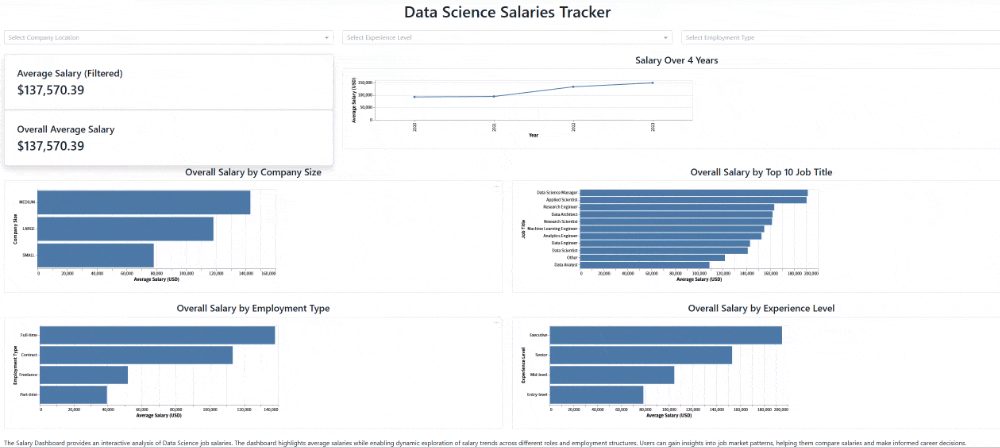 Data Science Salaries Tracker
Select Company Location
Select Experience Level
Select Employment Type
Average Salary (Filtered)
$137,570.39
Overall Average Salary
$137,570.39
Salary Over 4 Years
Average Salary (USD)
100,000
50,000
0
2020
2021
2022
2023
Year
Overall Salary by Company Size
Company Size
MEDIUM
LARGE
SMALL
0
20,000
40,000
60,000
80,000
100,000
120,000
140,000
160,000
Average Salary (USD)
Overall Salary by Top 10 Job Title
Job Title
Data Science Manager
Applied Scientist
Research Engineer
Data Architect
Research Scientist
Machine Learning Engineer
Analytics Engineer
Data Engineer
Data Scientist
Other
Data Analyst
0
20,000
40,000
60,000
80,000
100,000
120,000
140,000
160,000
180,000
200,000
Average Salary (USD)
Overall Salary by Employment Type
Employment Type
Full-time
Contract
Freelance
Part-time
0
20,000
40,000
60,000
80,000
100,000
120,000
140,000
Average Salary (USD)
Overall Salary by Experience Level
Experience Level
Executive
Senior
Mid-level
Entry-level
0
20,000
40,000
60,000
80,000
100,000
120,000
140,000
160,000
180,000
200,000
Average Salary (USD)
The Salary Dashboard provides an interactive analysis of Data Science job salaries. The dashboard highlights average salaries while enabling dynamic exploration of salary trends across different roles and employment structures. Users can gain insights into job market patterns, helping them compare salaries and make informed career decisions.